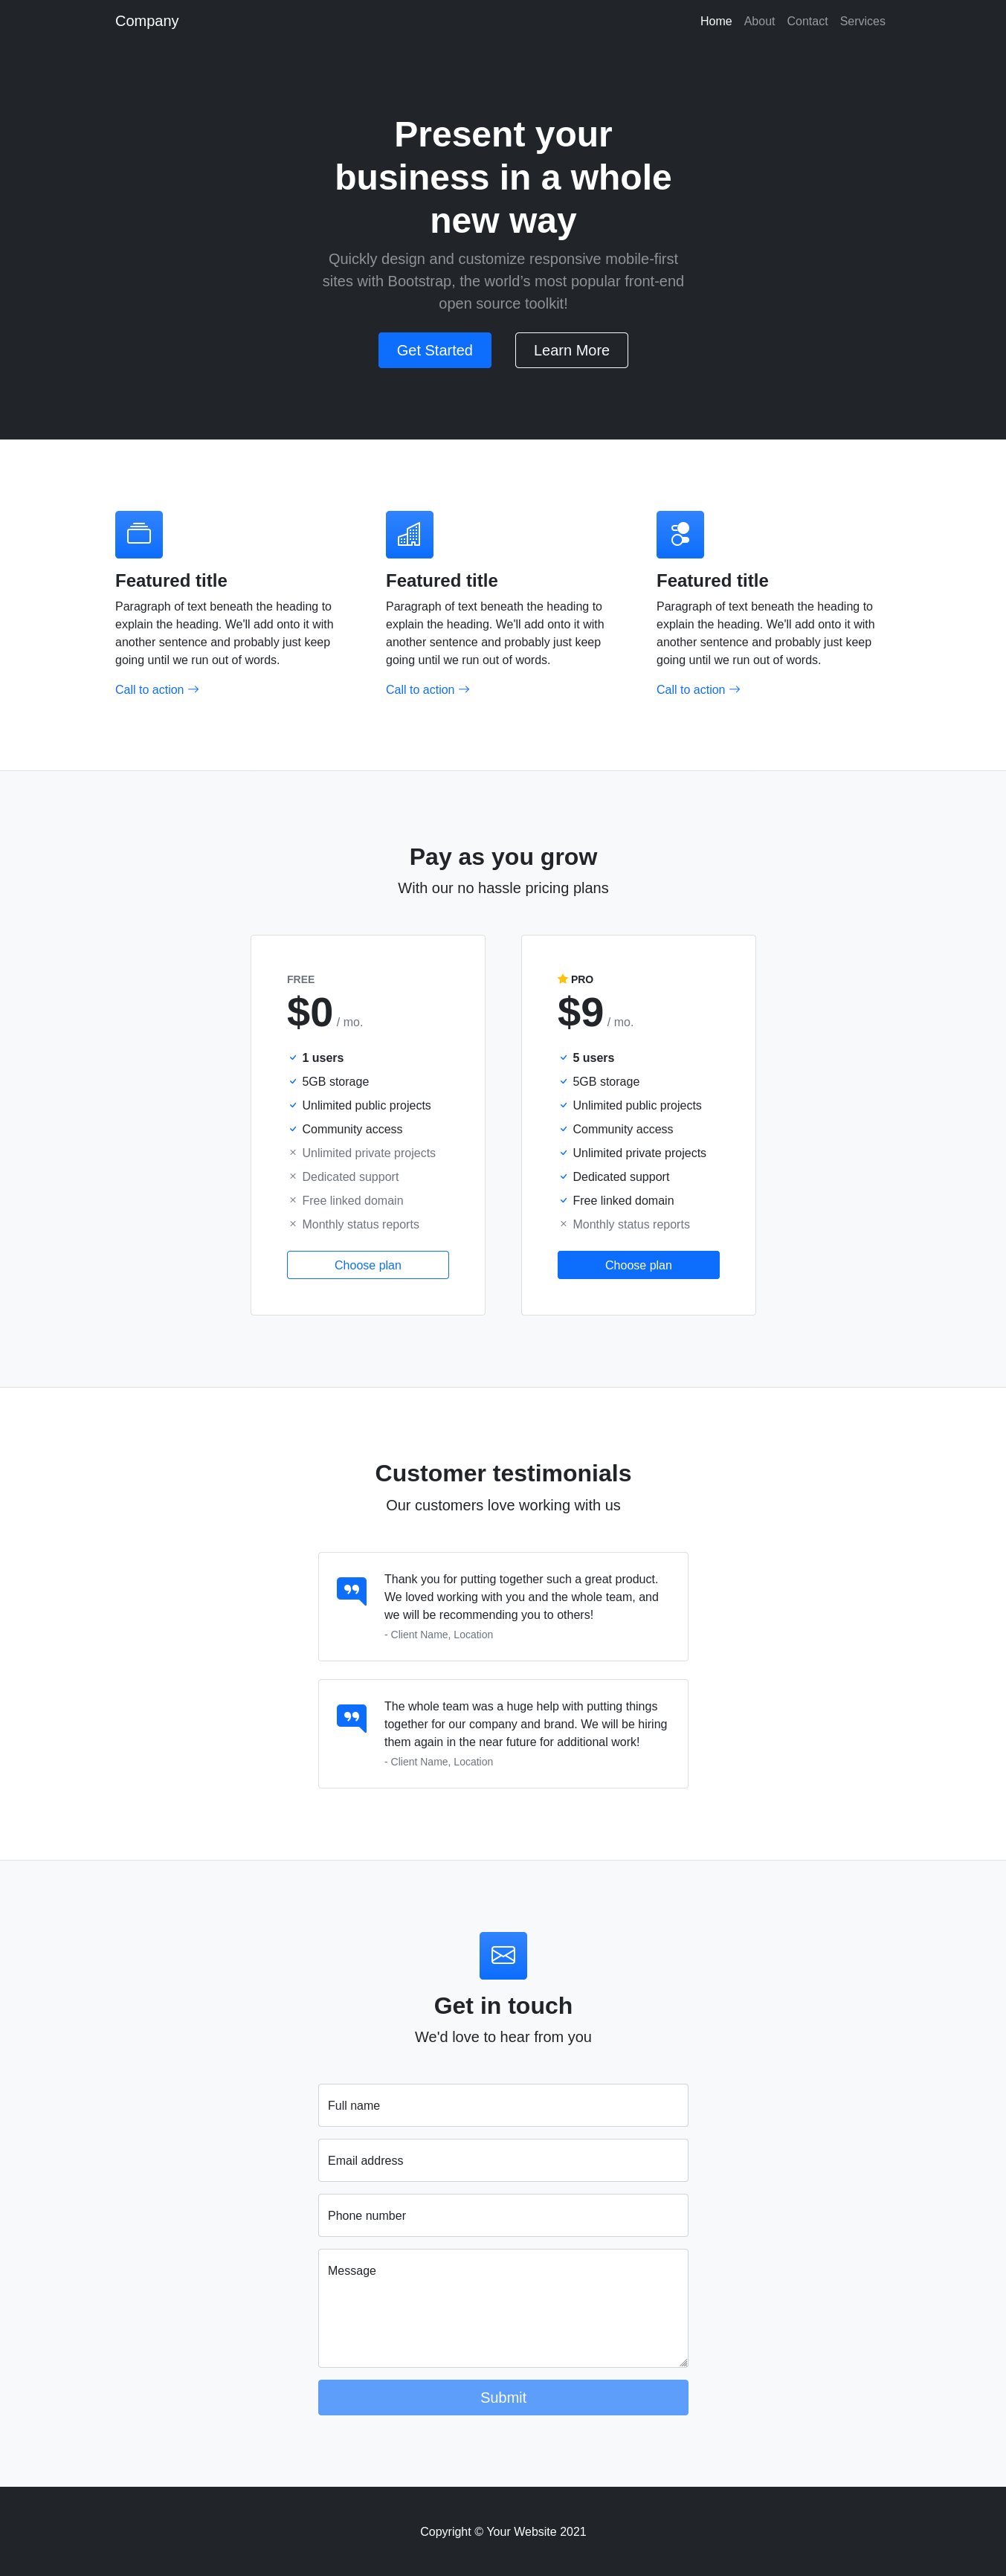 Company
Home About Contact Services
Present your
business in a whole
new way
Quickly design and customize responsive mobile-first
sites with Bootstrap, the world’s most popular front-end
open source toolkit!
Get Started Learn More
Featured title
Paragraph of text beneath the heading to
explain the heading. We'll add onto it with
another sentence and probably just keep
going until we run out of words.
Call to action
Featured title
Paragraph of text beneath the heading to
explain the heading. We'll add onto it with
another sentence and probably just keep
going until we run out of words.
Call to action
Featured title
Paragraph of text beneath the heading to
explain the heading. We'll add onto it with
another sentence and probably just keep
going until we run out of words.
Call to action
Pay as you grow
With our no hassle pricing plans
FREE
$0 / mo.
1 users
5GB storage
Unlimited public projects
Community access
Unlimited private projects
Dedicated support
Free linked domain
Monthly status reports
Choose plan
PRO
$9 / mo.
5 users
5GB storage
Unlimited public projects
Community access
Unlimited private projects
Dedicated support
Free linked domain
Monthly status reports
Choose plan
Customer testimonials
Our customers love working with us
Thank you for putting together such a great product.
We loved working with you and the whole team, and
we will be recommending you to others!
- Client Name, Location
The whole team was a huge help with putting things
together for our company and brand. We will be hiring
them again in the near future for additional work!
- Client Name, Location
Get in touch
We'd love to hear from you
Full name
Email address
Phone number
Message
Submit
Copyright © Your Website 2021